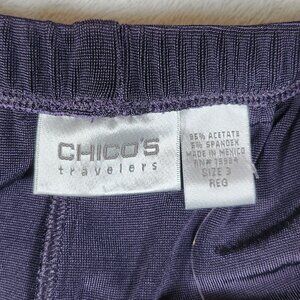 CHICO'S
travelers
95% ACETATE
5% SPANDEX
MADE IN MEXICO
SIZE 3
REG